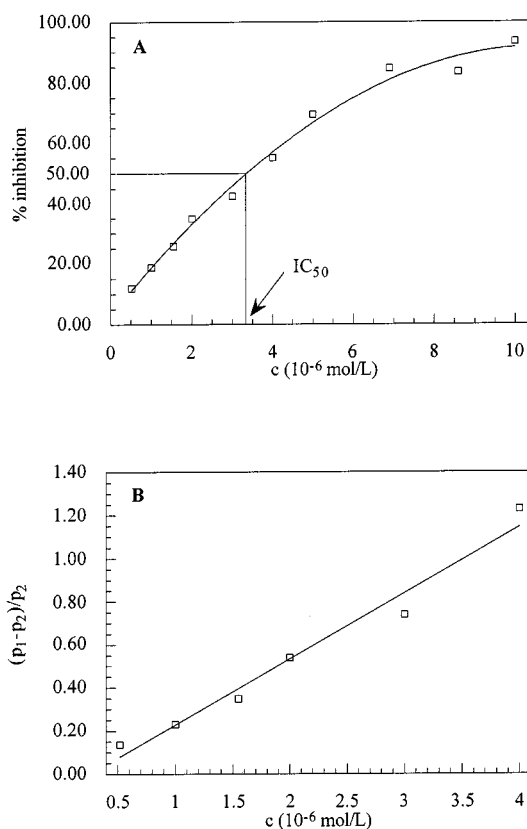 100.00
A
80.00
% inhibition
60.00
50.00
40.00
20.00
IC50
0.00
0 2 4 6 8 10
c (10-6 mol/L)
1.40
B
1.20
1.00
(p1-p2)/p2
0.80
0.60
0.40
0.20
0.00
0.5 1 1.5 2 2.5 3 3.5 4
c (10-6 mol/L)